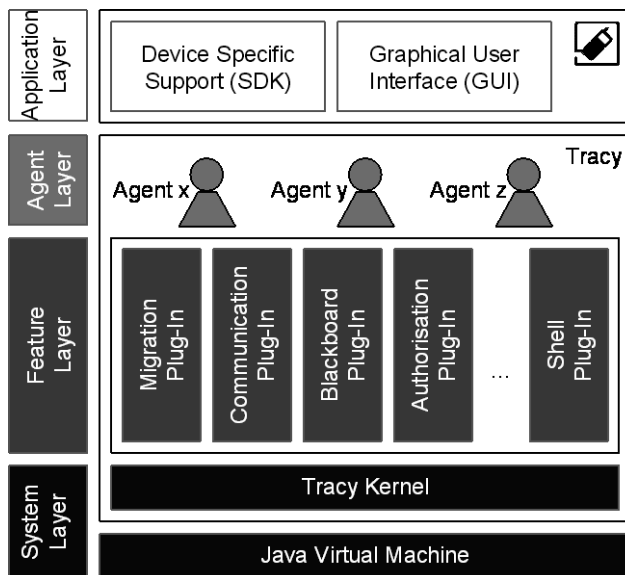 Application
Layer
Device Specific
Support (SDK)
Graphical User
Interface (GUI)
Agent
Layer
Tracy
Agent x
Agent y
Agent z
Feature
Layer
Migration
Plug-In
Communication
Plug-In
Blackboard
Plug-In
Authorisation
Plug-In
...
Shell
Plug-In
System
Layer
Tracy Kernel
Java Virtual Machine